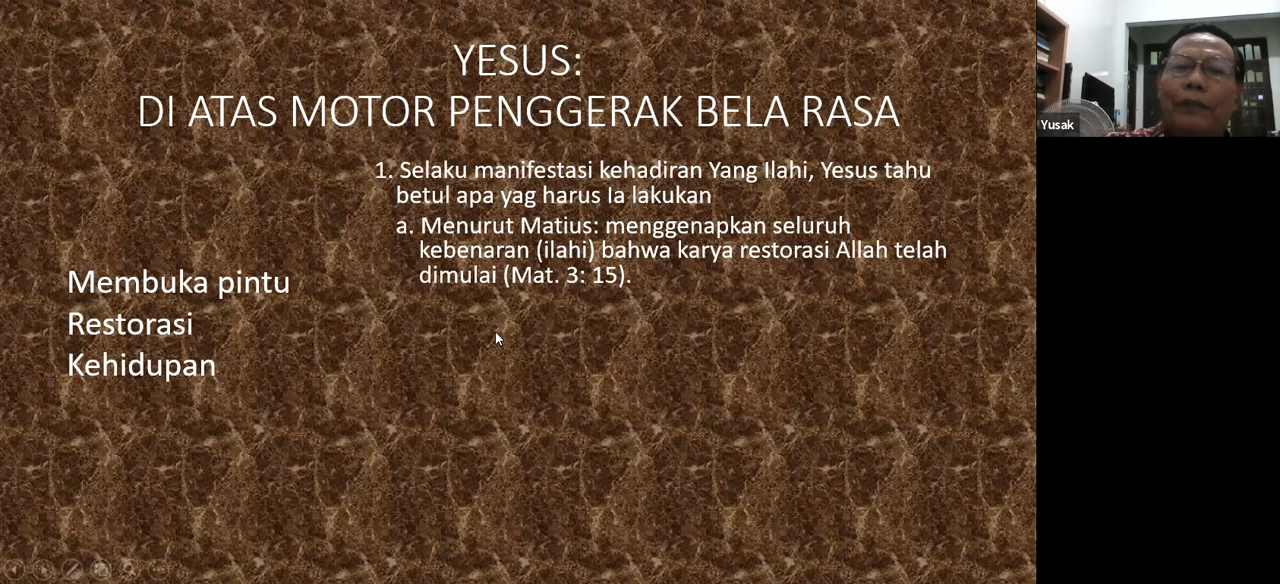 YESUS:
DI ATAS MOTOR PENGGERAK BELA RASA
Membuka pintu
Restorasi
Kehidupan
1. Selaku manifestasi kehadiran Yang Ilahi, Yesus tahu
betul apa yag harus Ia lakukan
a. Menurut Matius: menggenapkan seluruh
kebenaran (ilahi) bahwa karya restorasi Allah telah
dimulai (Mat. 3: 15).
Yusak